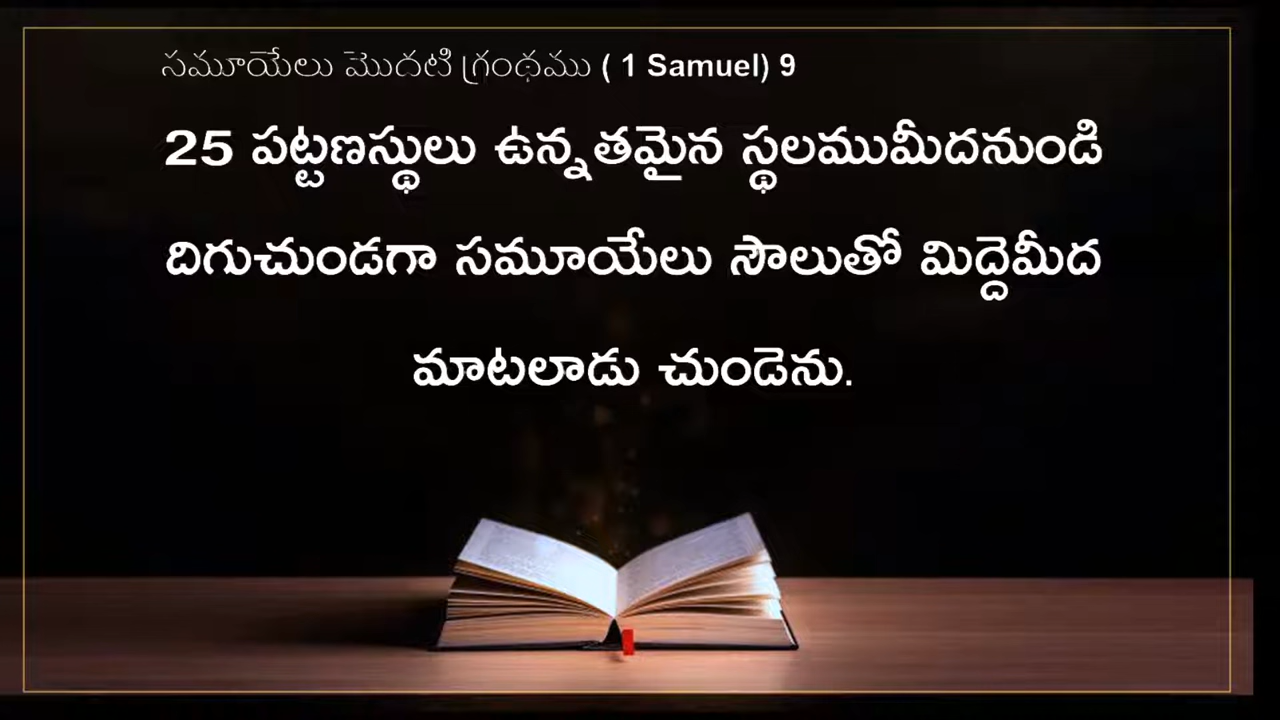 సమూయేలు మొదటి గ్రంథము ( 1 Samuel) 9
25 పట్టణస్థులు ఉన్నతమైన స్థలముమీదనుండి
దిగుచుండగా సమూయేలు సౌలుతో మిద్దెమీద
మాటలాడు చుండెను.